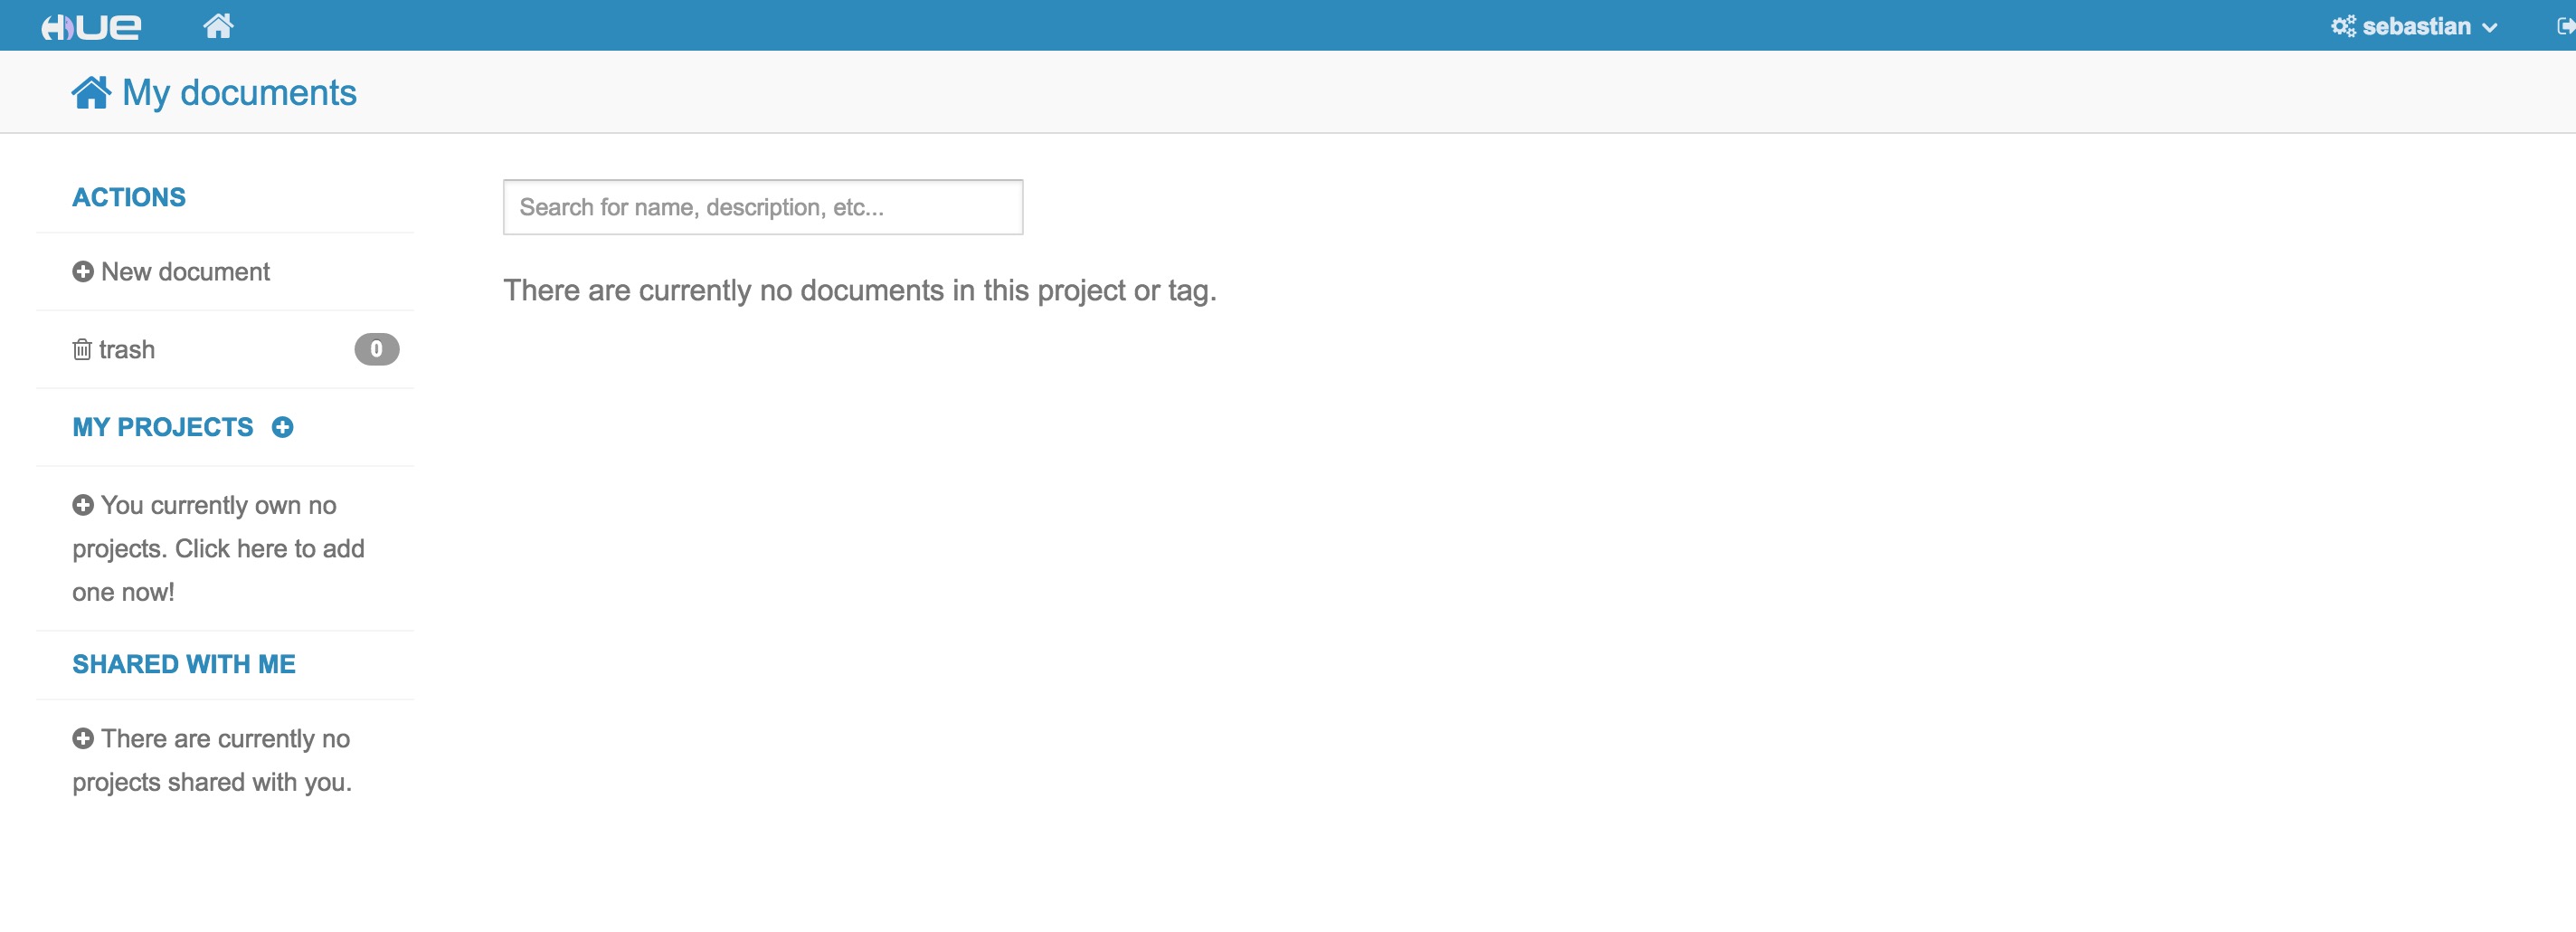 HUE
sebastian
My documents
ACTIONS
New document
trash
0
MY PROJECTS
You currently own no
projects. Click here to add
one now!
SHARED WITH ME
There are currently no
projects shared with you.
Search for name, description, etc...
There are currently no documents in this project or tag.